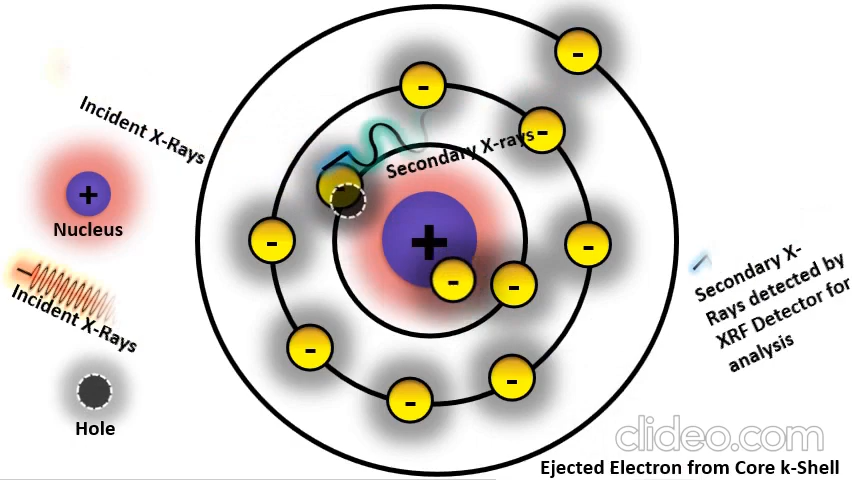 Incident X-Rays
+
Nucleus
Incident X-Rays
Hole
-
-
-
Secondary X-rays
-
-
+
-
-
-
-
-
-
Secondary X-
Rays detected by
XRF Detector for
analysis
clideo.com
Ejected Electron from Core k-Shell